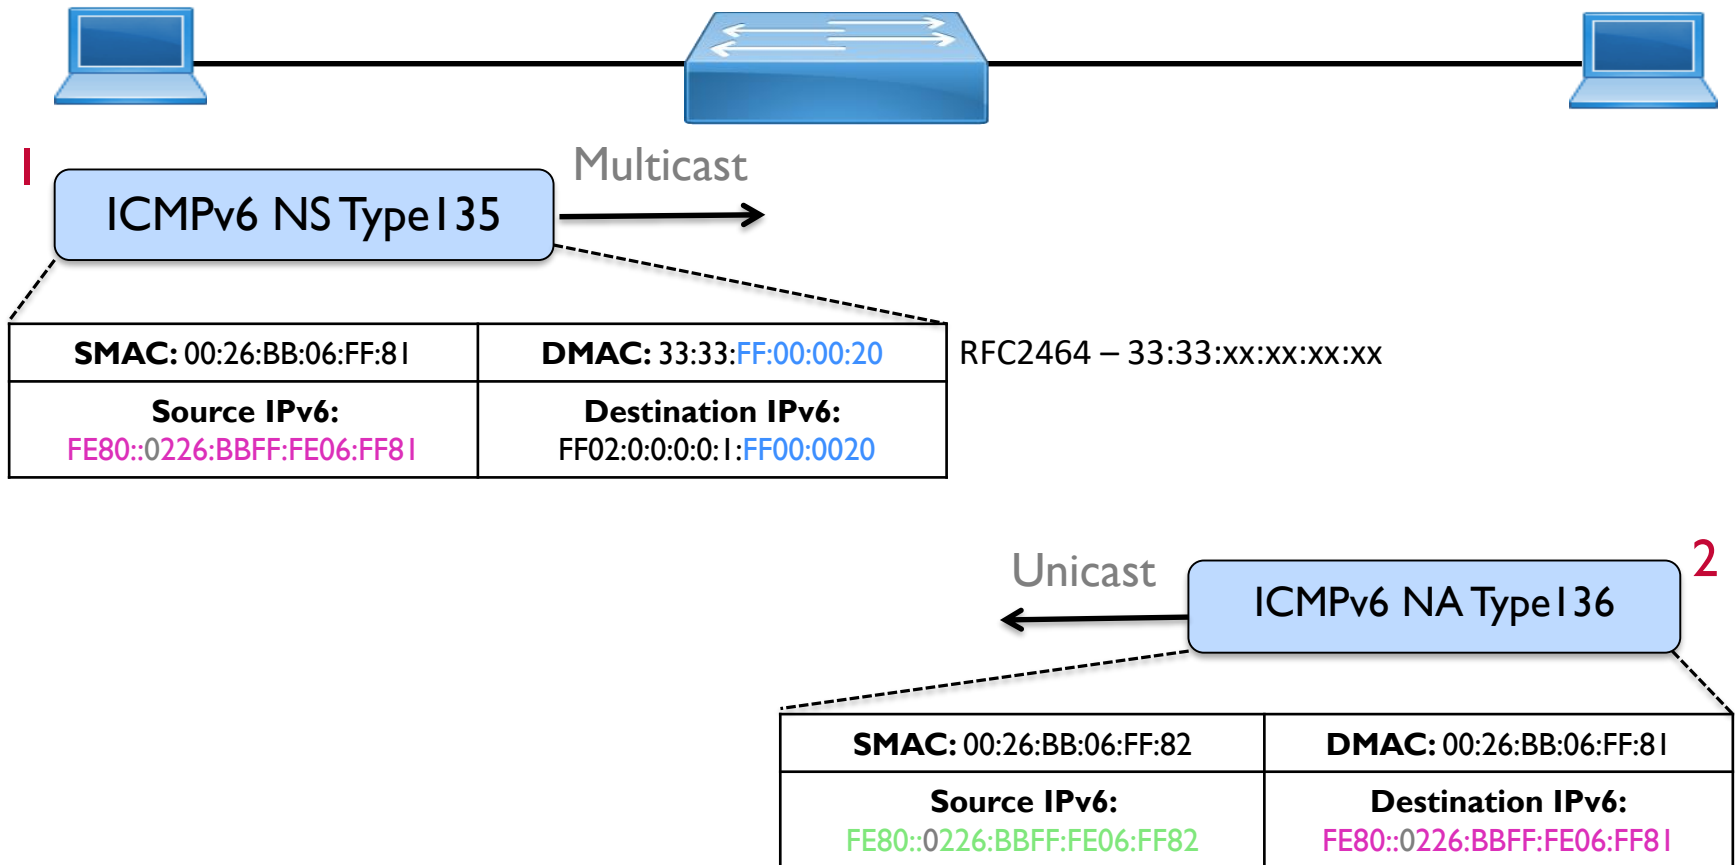 1
Multicast
ICMPv6 NS Type135
SMAC: 00:26:BB:06:FF:81
DMAC: 33:33:FF:00:00:20
RFC2464 – 33:33:xx:xx:xx:xx
Source IPv6:
FE80::0226:BBFF:FE06:FF81
Destination IPv6:
FF02:0:0:0:0:1:FF00:0020
Unicast
2
ICMPv6 NA Type136
SMAC: 00:26:BB:06:FF:82
DMAC: 00:26:BB:06:FF:81
Source IPv6:
FE80::0226:BBFF:FE06:FF82
Destination IPv6:
FE80::0226:BBFF:FE06:FF81